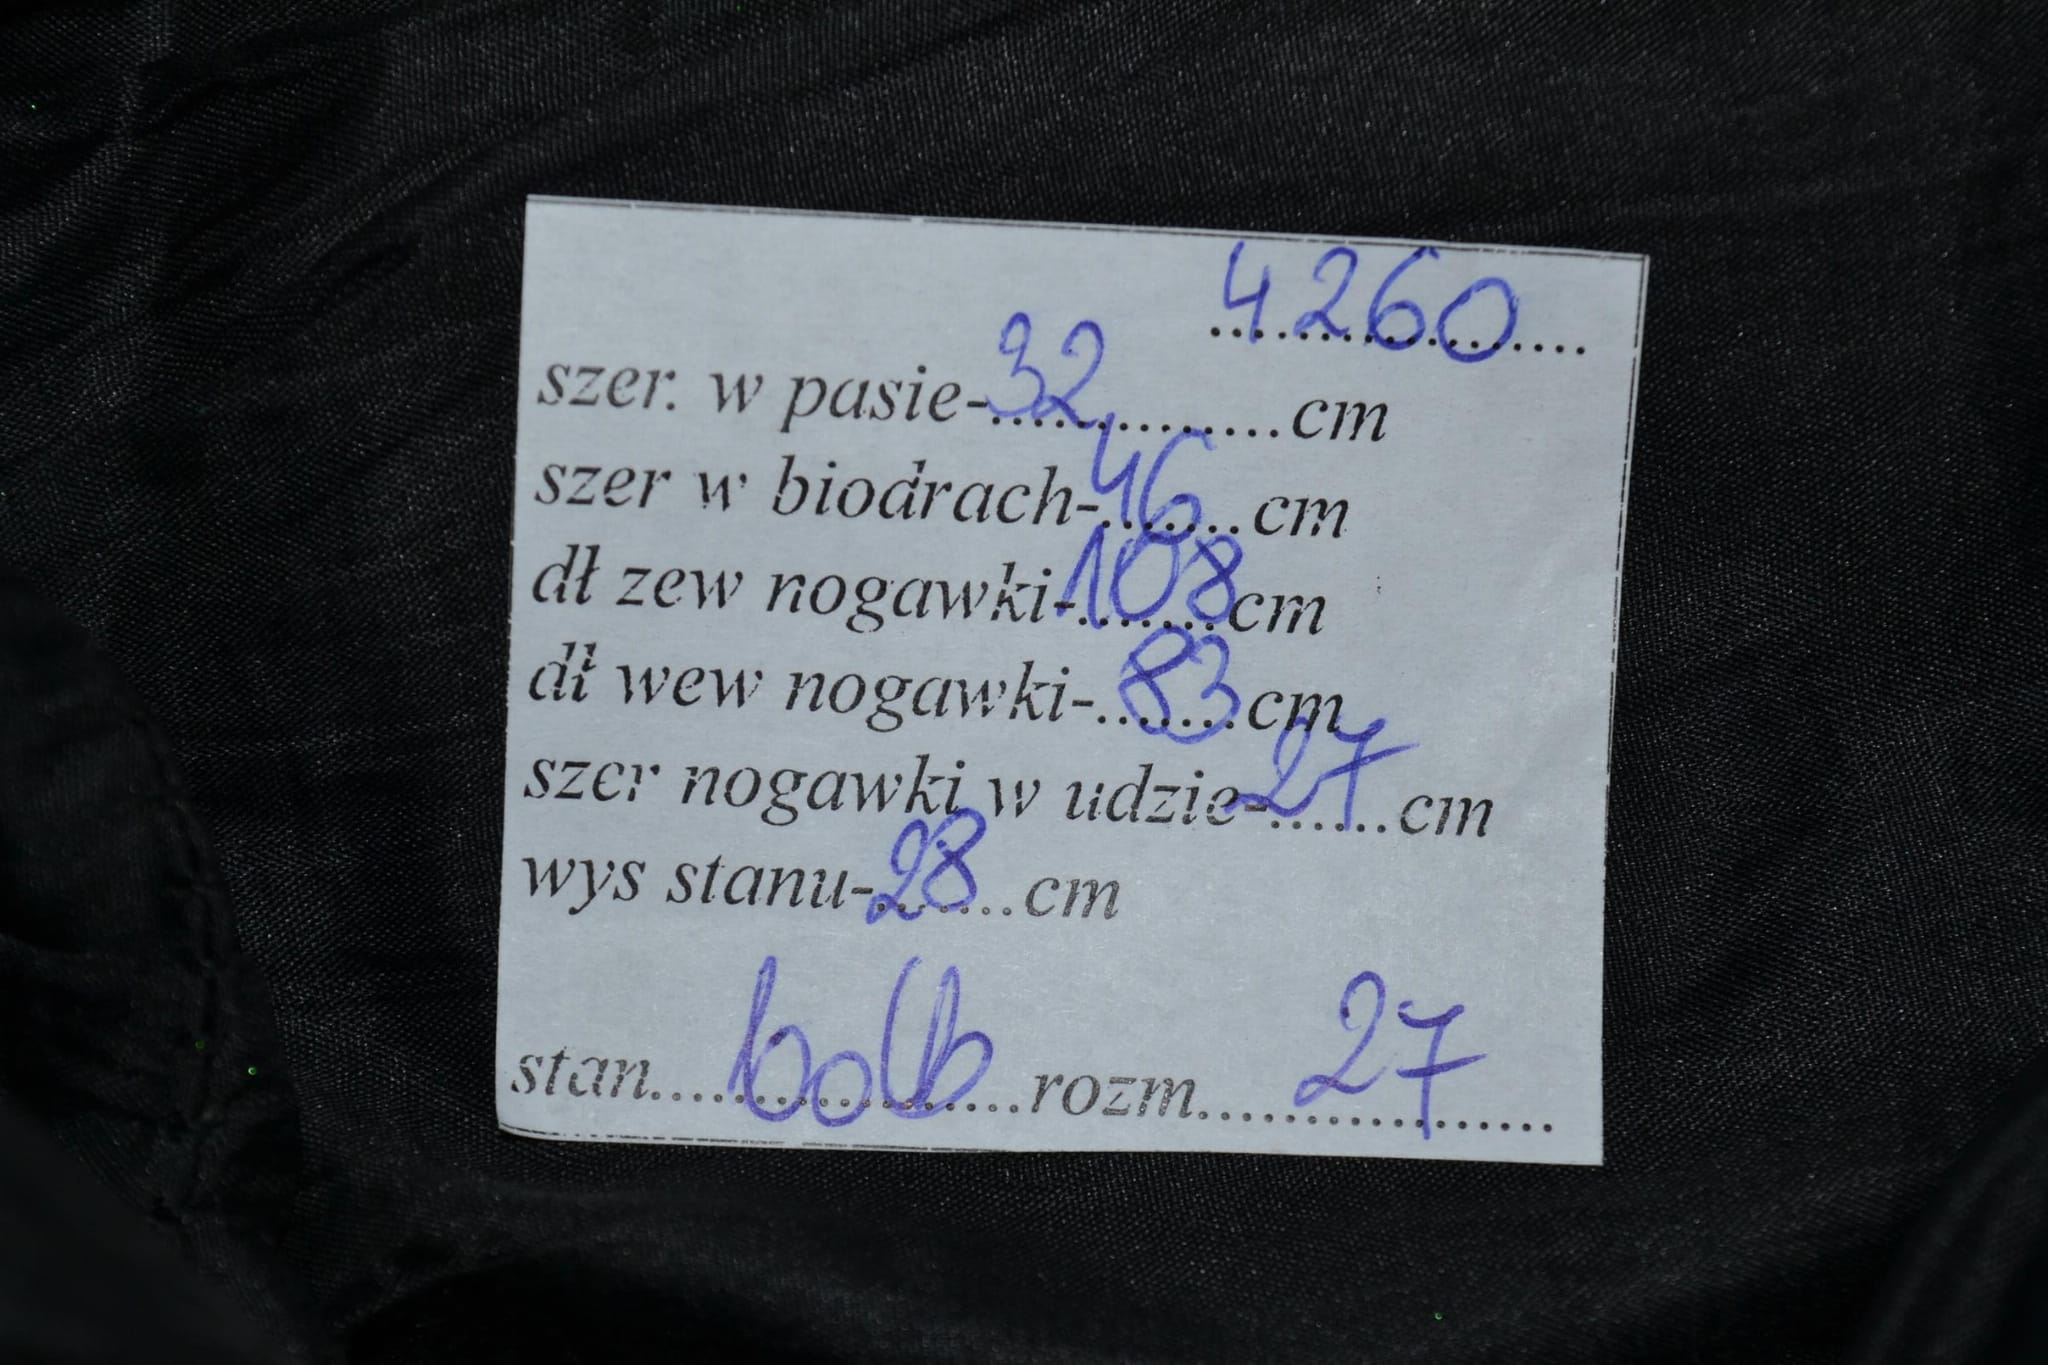 4260
szer. w pasie-32 cm
szer w biodrach-46 cm
dł zew nogawki-108 cm
dł wew nogawki-83 cm
szer nogawki w udzie-27 cm
wys stanu-28 cm
stan.... rozm. 27